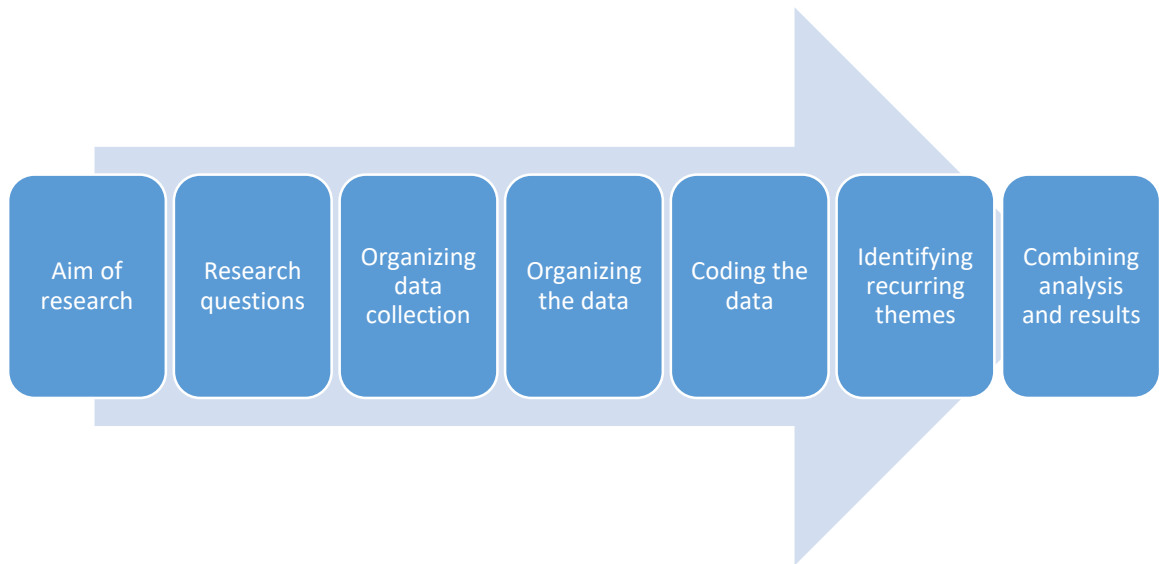 Aim of
research
Research
questions
Organizing
data
collection
Organizing
the data
Coding the
data
Identifying
recurring
themes
Combining
analysis
and results